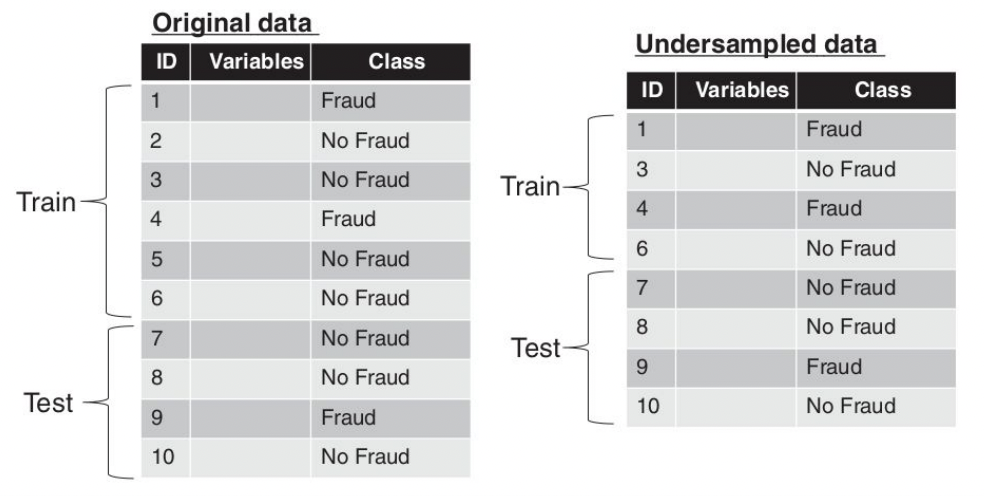 Original data
ID Variables Class
Train
1 Fraud
2 No Fraud
3 No Fraud
4 Fraud
5 No Fraud
6 No Fraud
Test
7 No Fraud
8 No Fraud
9 Fraud
10 No Fraud
Undersampled data
ID Variables Class
Train
1 Fraud
3 No Fraud
4 Fraud
6 No Fraud
Test
7 No Fraud
8 No Fraud
9 Fraud
10 No Fraud